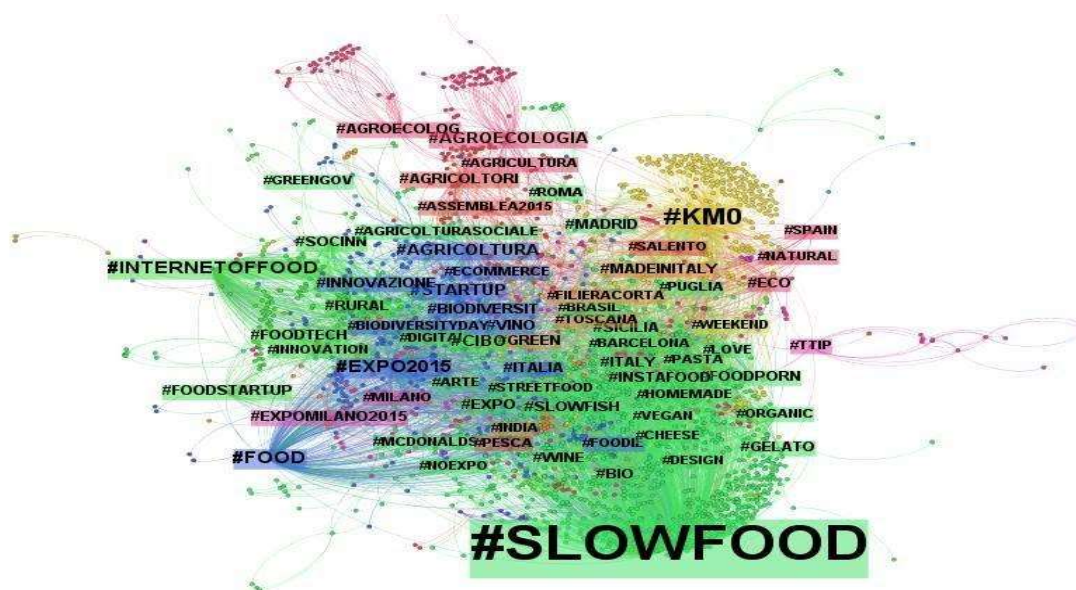 #AGROECOLOG
#AGROECOLOGIA
#AGRICULTURA
#GREENGOV
#AGRICOLTORI
#ROMA
#ASSEMBLEA2015
#KM0
#MADRID
#AGRICOLTURASOCIALE
#SPAIN
#SOCINN
#AGRICOLTURA
#SALENTO
#NATURAL
#INTERNETOFFOOD
#ECOMMERCE
#MADEINITALY
#INNOVAZIONE
#STARTUP
#PUGLIA
#ECO
#FILIERACORTA
#RURAL
#BIODIVERSIT
#BRASIL
#TOSCANA
#BIODIVERSITYDAY
#VINO
#SICILIA
#WEEKEND
#FOODTECH
#DIGITA
#CIBO
#GREEN
#BARCELONA
#LOVE
#TTIP
#INNOVATION
#EXPO2015
#ITALIA
#ITALY
#PASTA
#ARTE
#STREETFOOD
#INSTAFOOD
#FOODPORN
#FOODSTARTUP
#MILANO
#HOMEMADE
#EXPO
#SLOWFISH
#EXPOMILANO2015
#VEGAN
#ORGANIC
#INDIA
#MCDONALDS
#PESCA
#FOODIE
#CHEESE
#GELATO
#FOOD
#NOEXPO
#WINE
#DESIGN
#BIO
#SLOWFOOD